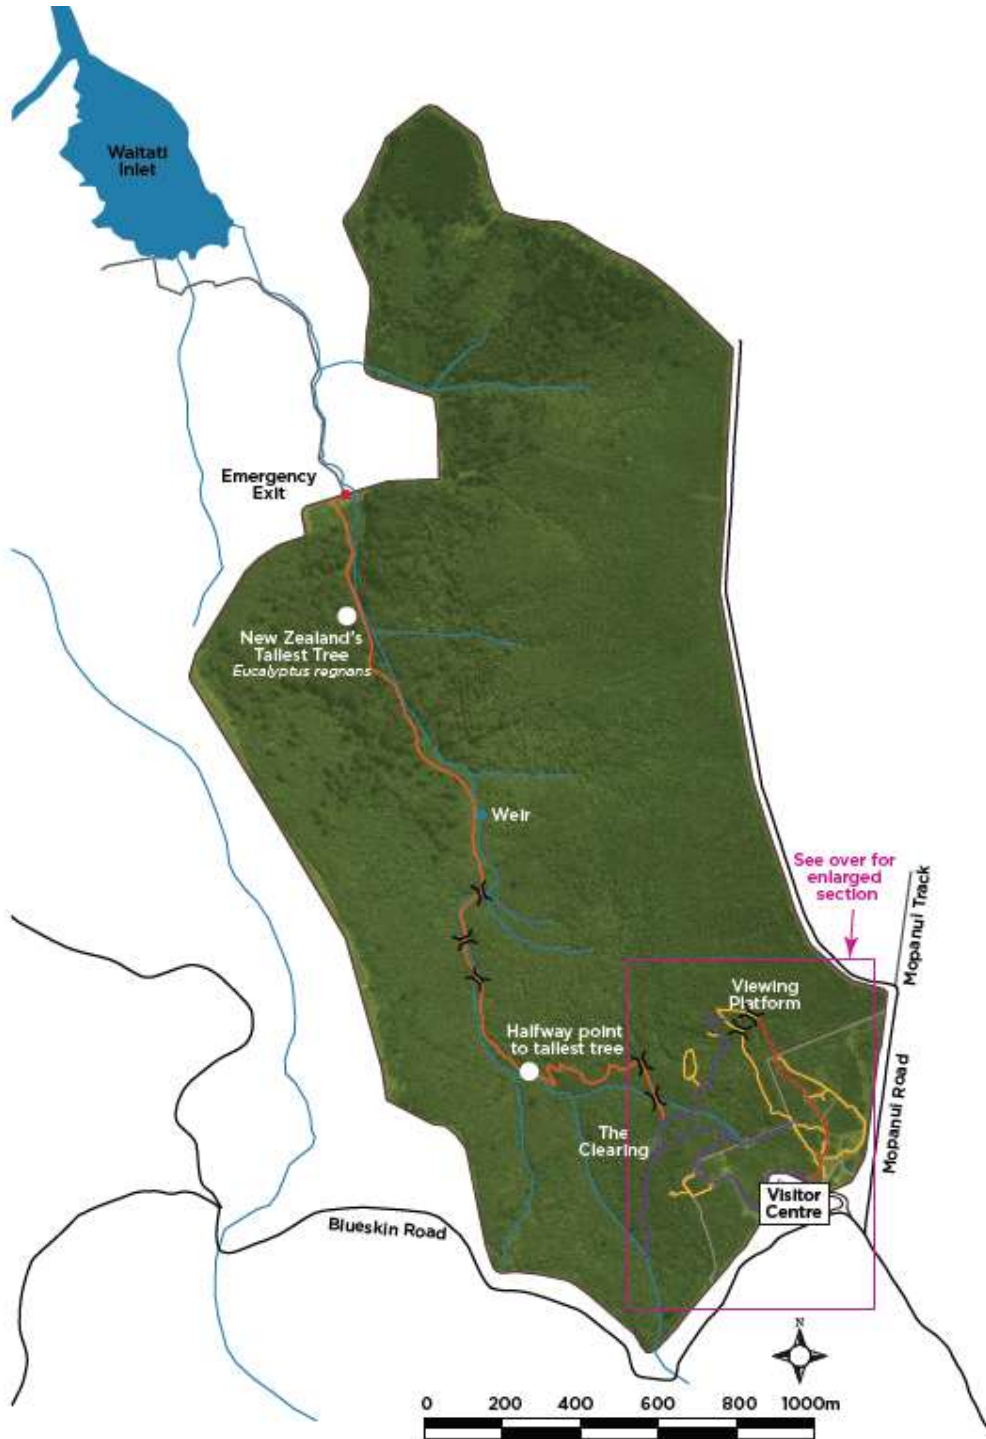 Waitati
Inlet
Emergency
Exit
New Zealand's
Tallest Tree
Eucalyptus regnans
Weir
See over for
enlarged
section
Mopanui Track
Viewing
Platform
Halfway point
to tallest tree
Mopanui Road
The
Clearing
Visitor
Centre
Blueskin Road
N
0 200 400 600 800 1000m